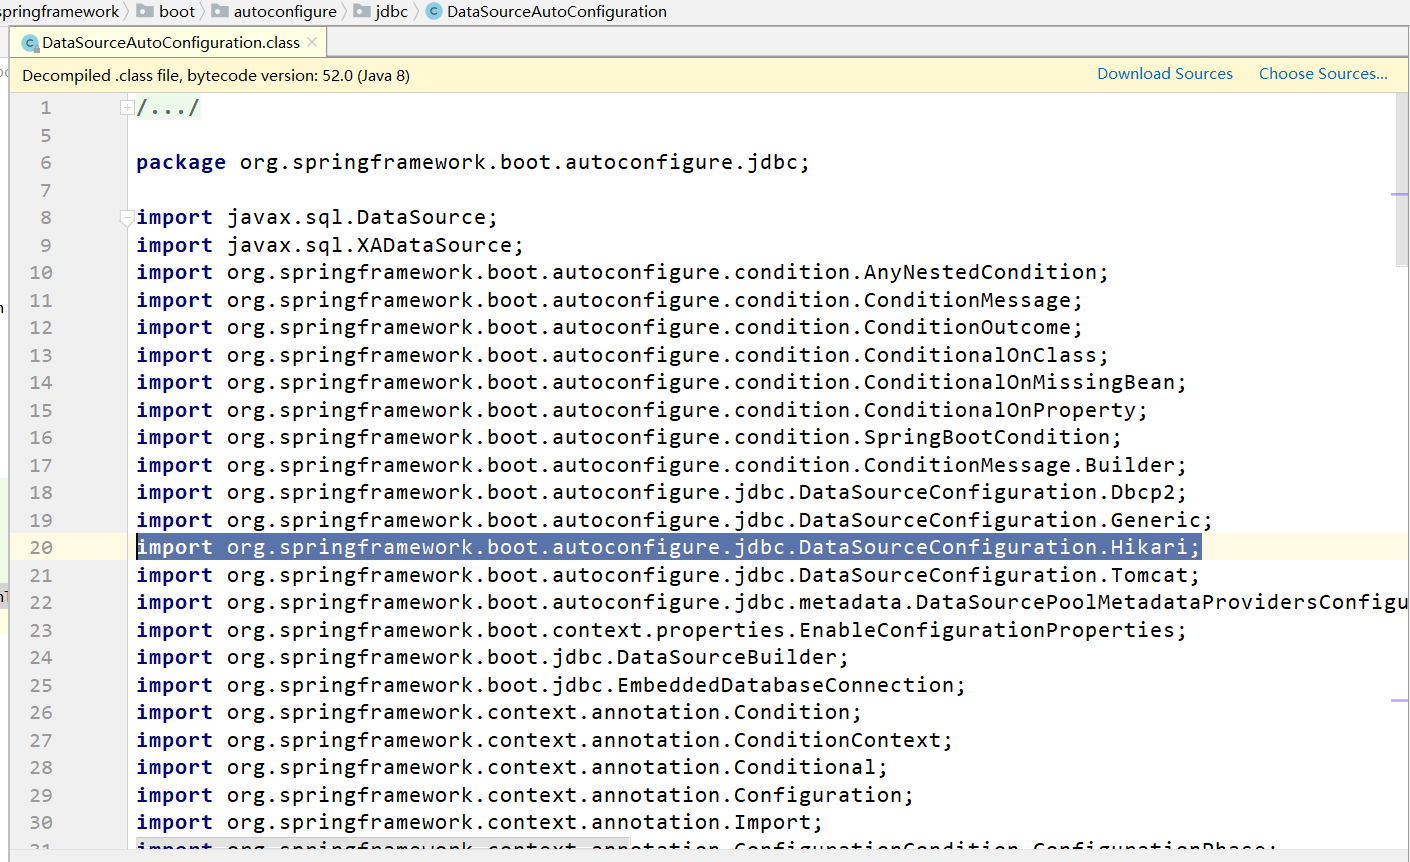 springframework boot autoconfigure jdbc DataSourceAutoConfiguration
DataSourceAutoConfiguration.class
Decompiled .class file, bytecode version: 52.0 (Java 8) Download Sources Choose Sources...
1 /.../
5
6 package org.springframework.boot.autoconfigure.jdbc;
7
8 import javax.sql.DataSource;
9 import javax.sql.XADataSource;
10 import org.springframework.boot.autoconfigure.condition.AnyNestedCondition;
11 import org.springframework.boot.autoconfigure.condition.ConditionMessage;
12 import org.springframework.boot.autoconfigure.condition.ConditionOutcome;
13 import org.springframework.boot.autoconfigure.condition.ConditionalOnClass;
14 import org.springframework.boot.autoconfigure.condition.ConditionalOnMissingBean;
15 import org.springframework.boot.autoconfigure.condition.ConditionalOnProperty;
16 import org.springframework.boot.autoconfigure.condition.SpringBootCondition;
17 import org.springframework.boot.autoconfigure.condition.ConditionMessage.Builder;
18 import org.springframework.boot.autoconfigure.jdbc.DataSourceConfiguration.Dbcp2;
19 import org.springframework.boot.autoconfigure.jdbc.DataSourceConfiguration.Generic;
20 import org.springframework.boot.autoconfigure.jdbc.DataSourceConfiguration.Hikari;
21 import org.springframework.boot.autoconfigure.jdbc.DataSourceConfiguration.Tomcat;
22 import org.springframework.boot.autoconfigure.jdbc.metadata.DataSourcePoolMetadataProvidersConfigu
23 import org.springframework.boot.context.properties.EnableConfigurationProperties;
24 import org.springframework.boot.jdbc.DataSourceBuilder;
25 import org.springframework.boot.jdbc.EmbeddedDatabaseConnection;
26 import org.springframework.context.annotation.Condition;
27 import org.springframework.context.annotation.ConditionContext;
28 import org.springframework.context.annotation.Conditional;
29 import org.springframework.context.annotation.Configuration;
30 import org.springframework.context.annotation.Import;
31 import org.springframework.context.annotation.ConfigurationCondition.ConfigurationPhase;